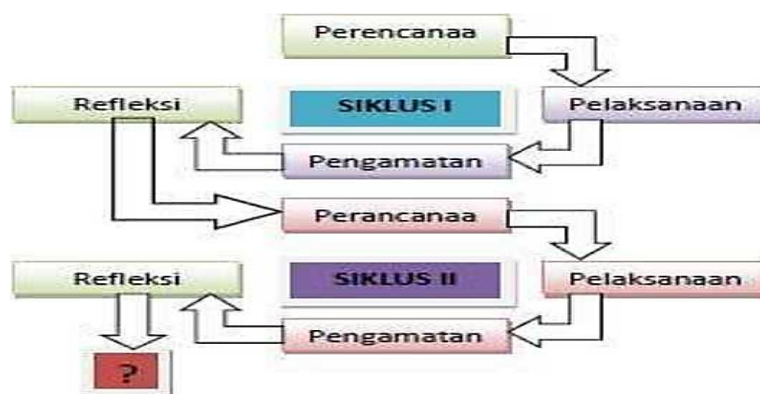 Perencanaa
Refleksi
SIKLUS I
Pelaksanaan
Pengamatan
Perancanaa
Refleksi
SIKLUS II
Pelaksanaan
Pengamatan
?